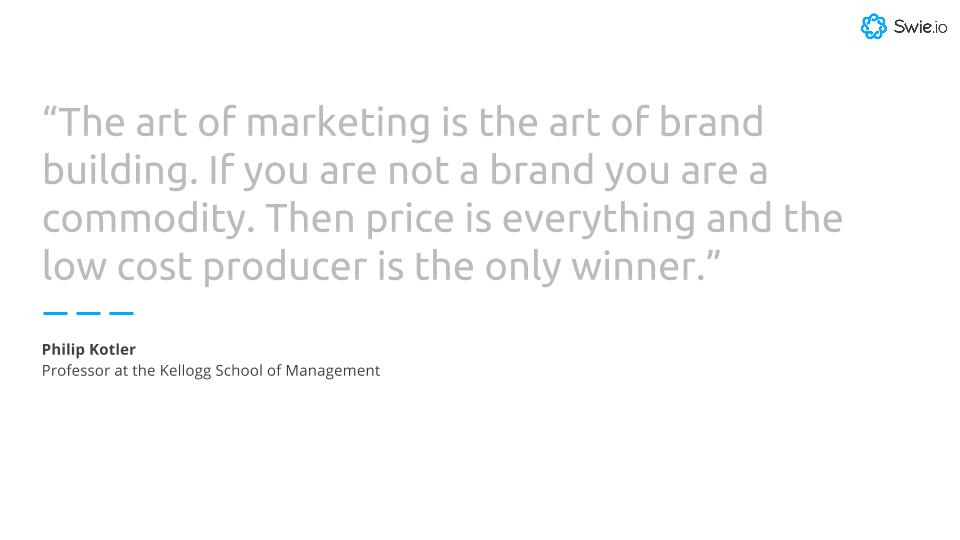 Swie.io
“The art of marketing is the art of brand
building. If you are not a brand you are a
commodity. Then price is everything and the
low cost producer is the only winner.”
Philip Kotler
Professor at the Kellogg School of Management